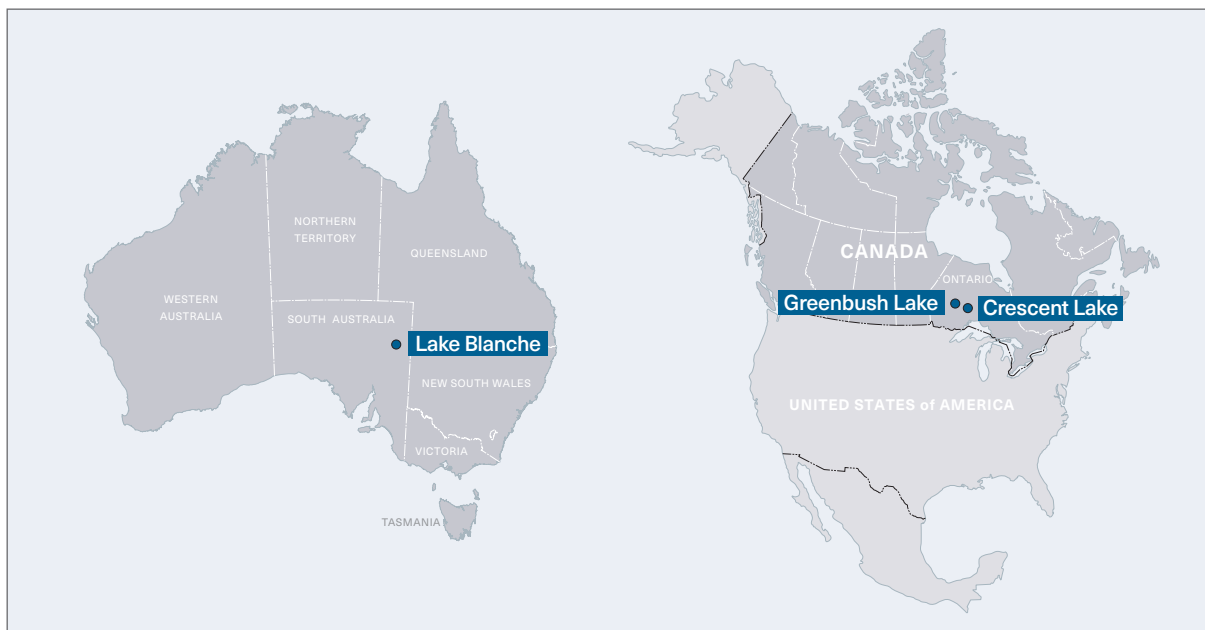 NORTHERN
TERRITORY
QUEENSLAND
WESTERN
AUSTRALIA
SOUTH AUSTRALIA
Lake Blanche
NEW SOUTH WALES
VICTORIA
TASMANIA
CANADA
ONTARIO
Greenbush Lake
Crescent Lake
UNITED STATES of AMERICA